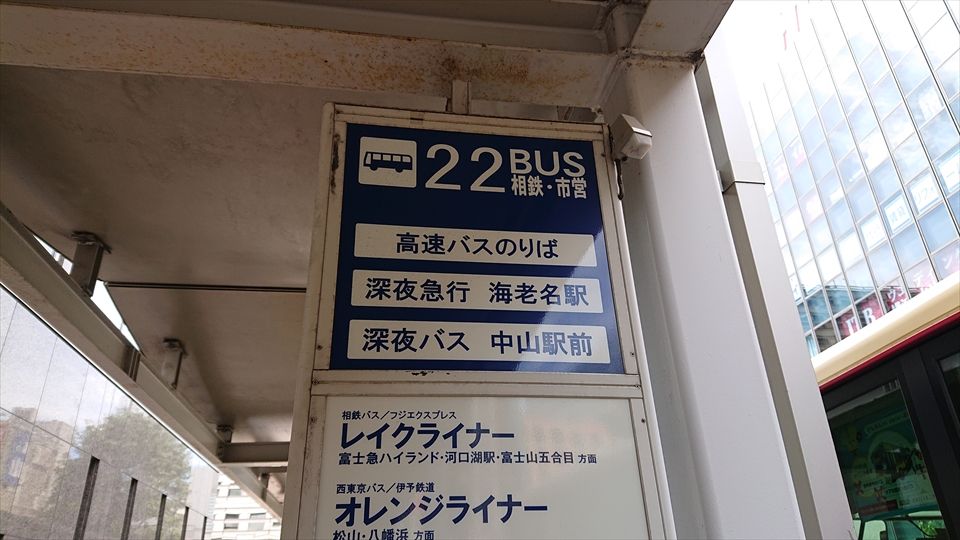 22 BUS
相鉄・市営
高速バスのりば
深夜急行 海老名駅
深夜バス 中山駅前
相鉄バス／フジエクスプレス
レイクライナー
富士急ハイランド・河口湖駅・富士山五合目 方面
西東京バス／伊予鉄道
オレンジライナー
松山・八幡浜 方面